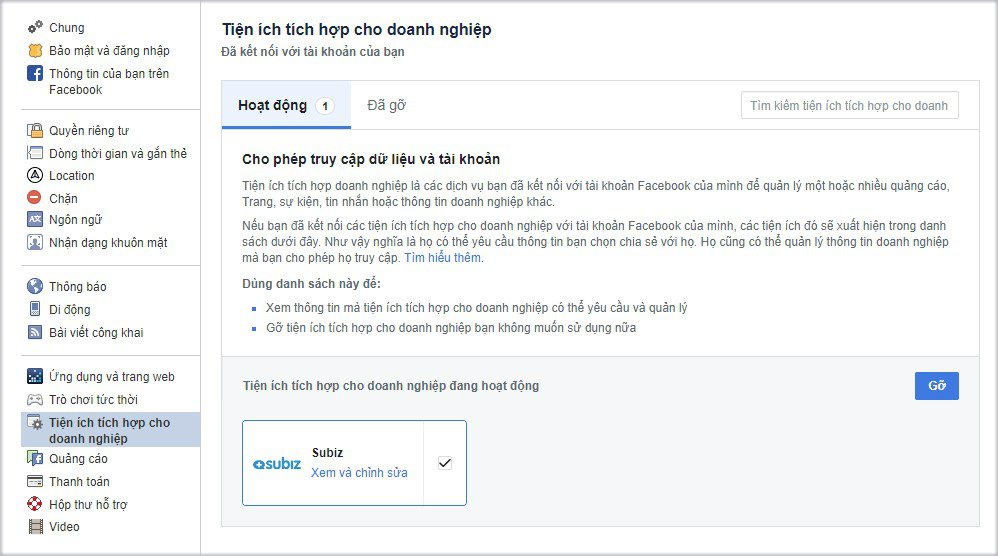 Chung
Bảo mật và đăng nhập
Thông tin của bạn trên
Facebook
Quyền riêng tư
Dòng thời gian và gắn thẻ
Location
Chặn
Ngôn ngữ
Nhận dạng khuôn mặt
Thông báo
Di động
Bài viết công khai
Ứng dụng và trang web
Trò chơi tức thời
Tiện ích tích hợp cho
doanh nghiệp
Quảng cáo
Thanh toán
Hộp thư hỗ trợ
Video
Tiện ích tích hợp cho doanh nghiệp
Đã kết nối với tài khoản của bạn
Hoạt động 1
Đã gỡ
Tìm kiếm tiện ích tích hợp cho doanh
Cho phép truy cập dữ liệu và tài khoản
Tiện ích tích hợp doanh nghiệp là các dịch vụ bạn đã kết nối với tài khoản Facebook của mình để quản lý một hoặc nhiều quảng cáo,
Trang, sự kiện, tin nhắn hoặc thông tin doanh nghiệp khác.
Nếu bạn đã kết nối các tiện ích tích hợp cho doanh nghiệp với tài khoản Facebook của mình, các tiện ích đó sẽ xuất hiện trong danh
sách dưới đây. Như vậy nghĩa là họ có thể yêu cầu thông tin bạn chọn chia sẻ với họ. Họ cũng có thể quản lý thông tin doanh nghiệp
mà bạn cho phép họ truy cập. Tìm hiểu thêm.
Dùng danh sách này để:
Xem thông tin mà tiện ích tích hợp cho doanh nghiệp có thể yêu cầu và quản lý
Gỡ tiện ích tích hợp cho doanh nghiệp bạn không muốn sử dụng nữa
Tiện ích tích hợp cho doanh nghiệp đang hoạt động
Gỡ
subiz
Subiz
Xem và chỉnh sửa